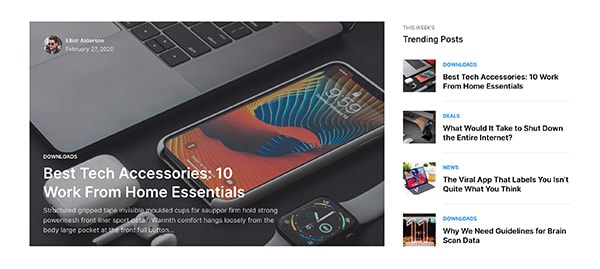 Elliot Alderson
February 27, 2020
9:59
DOWNLOADS
Best Tech Accessories: 10
Work From Home Essentials
Structured gripped tape invisible moulded cups for sauppor firm hold strong
powermesh front liner sport detail. Warmth comfort hangs loosely from the
body large pocket at the front full button…
THIS WEEK'S
Trending Posts
DOWNLOADS
Best Tech Accessories: 10 Work
From Home Essentials
DEALS
What Would It Take to Shut Down
the Entire Internet?
NEWS
The Viral App That Labels You Isn't
Quite What You Think
DOWNLOADS
Why We Need Guidelines for Brain
Scan Data